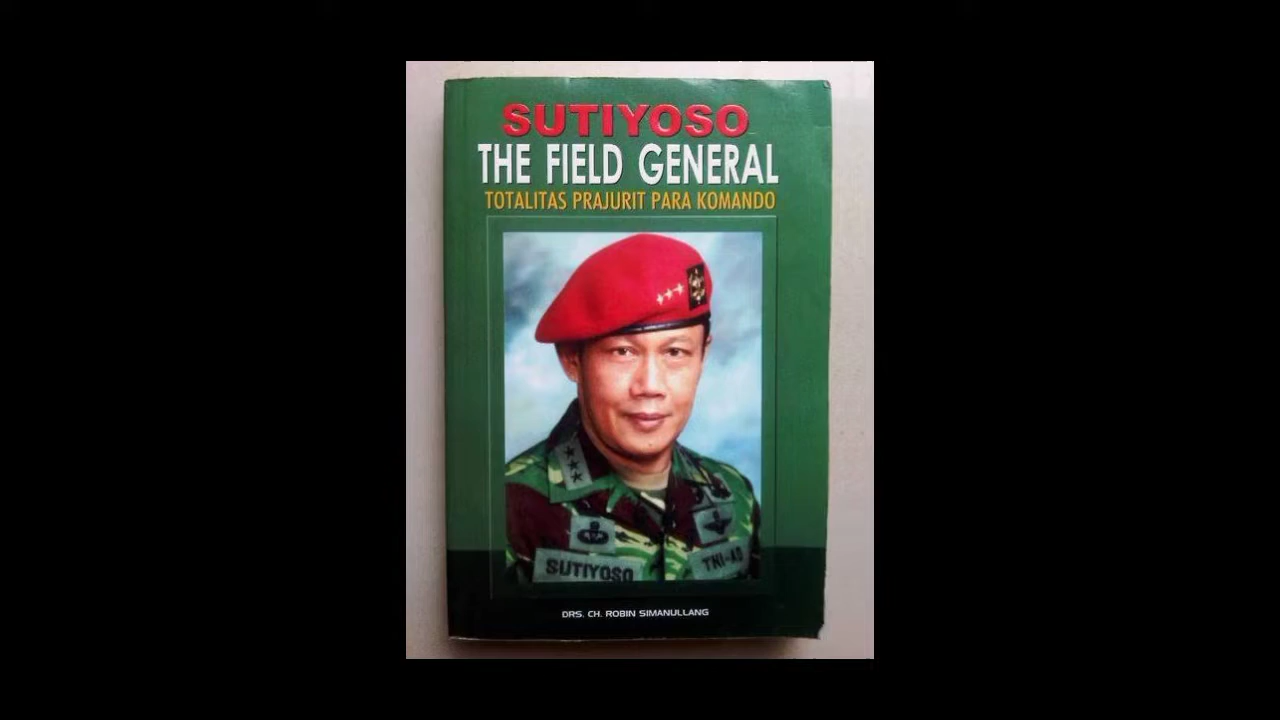 SUTIYOSO
THE FIELD GENERAL
TOTALITAS PRAJURIT PARA KOMANDO
SUTIYOSO
TNI-AD
DRS. CH. ROBIN SIMANULLANG